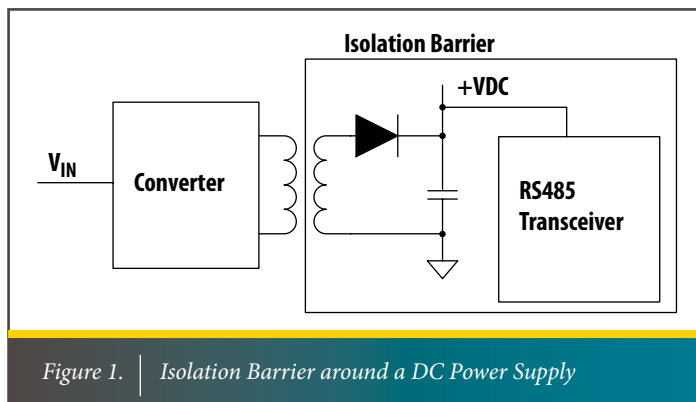 Isolation Barrier
+VDC
VIN
Converter
RS485
Transceiver
Figure 1. | Isolation Barrier around a DC Power Supply